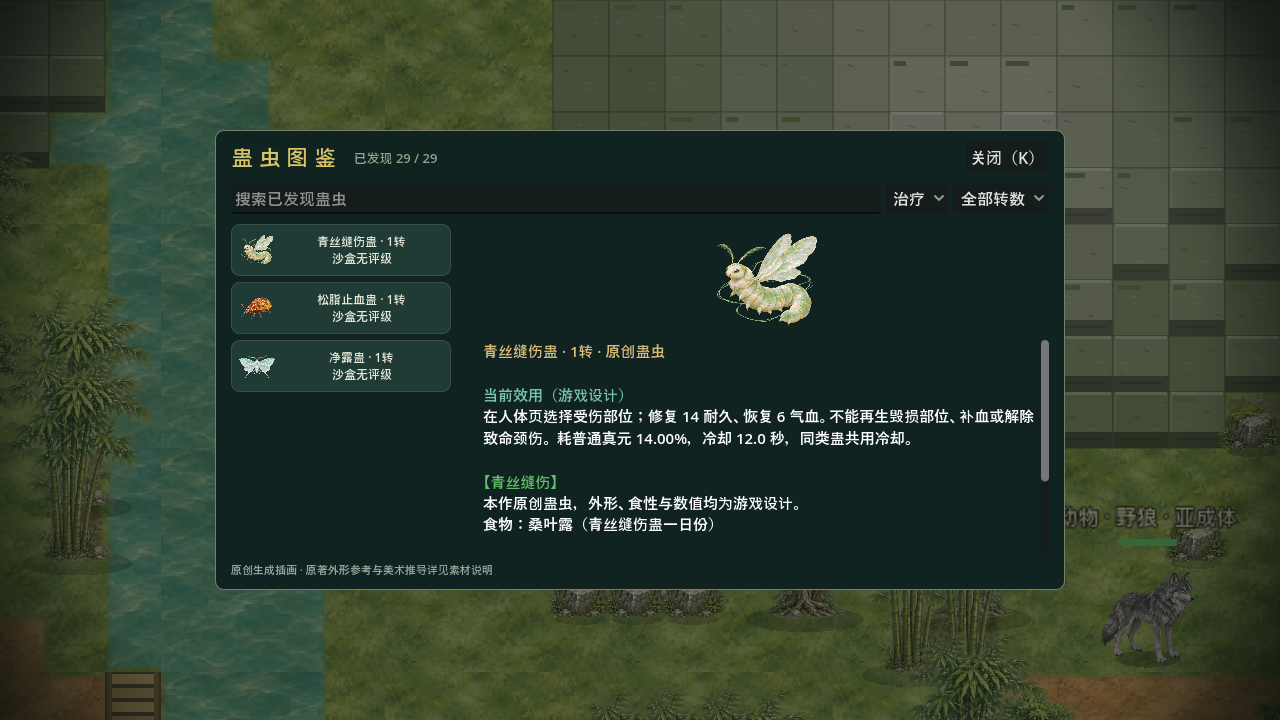 蛊虫图鉴
已发现 29 / 29
关闭（K）
搜索已发现蛊虫
治疗
全部转数
青丝缝伤蛊 · 1转
沙盒无评级
松脂止血蛊 · 1转
沙盒无评级
净露蛊 · 1转
沙盒无评级
青丝缝伤蛊 · 1转 · 原创蛊虫
当前效用（游戏设计）
在人体页选择受伤部位；修复 14 耐久、恢复 6 气血。不能再生毁损部位、补血或解除
致命颈伤。耗普通真元 14.00%，冷却 12.0 秒，同类蛊共用冷却。
【青丝缝伤】
本作原创蛊虫，外形、食性与数值均为游戏设计。
食物：桑叶露（青丝缝伤蛊一日份）
动物 · 野狼 · 亚成体
原创生成插画 · 原著外形参考与美术推导详见素材说明